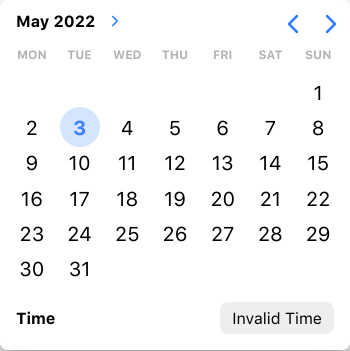 May 2022
MON TUE WED THU FRI SAT SUN
1
2 3 4 5 6 7 8
9 10 11 12 13 14 15
16 17 18 19 20 21 22
23 24 25 26 27 28 29
30 31
Time Invalid Time